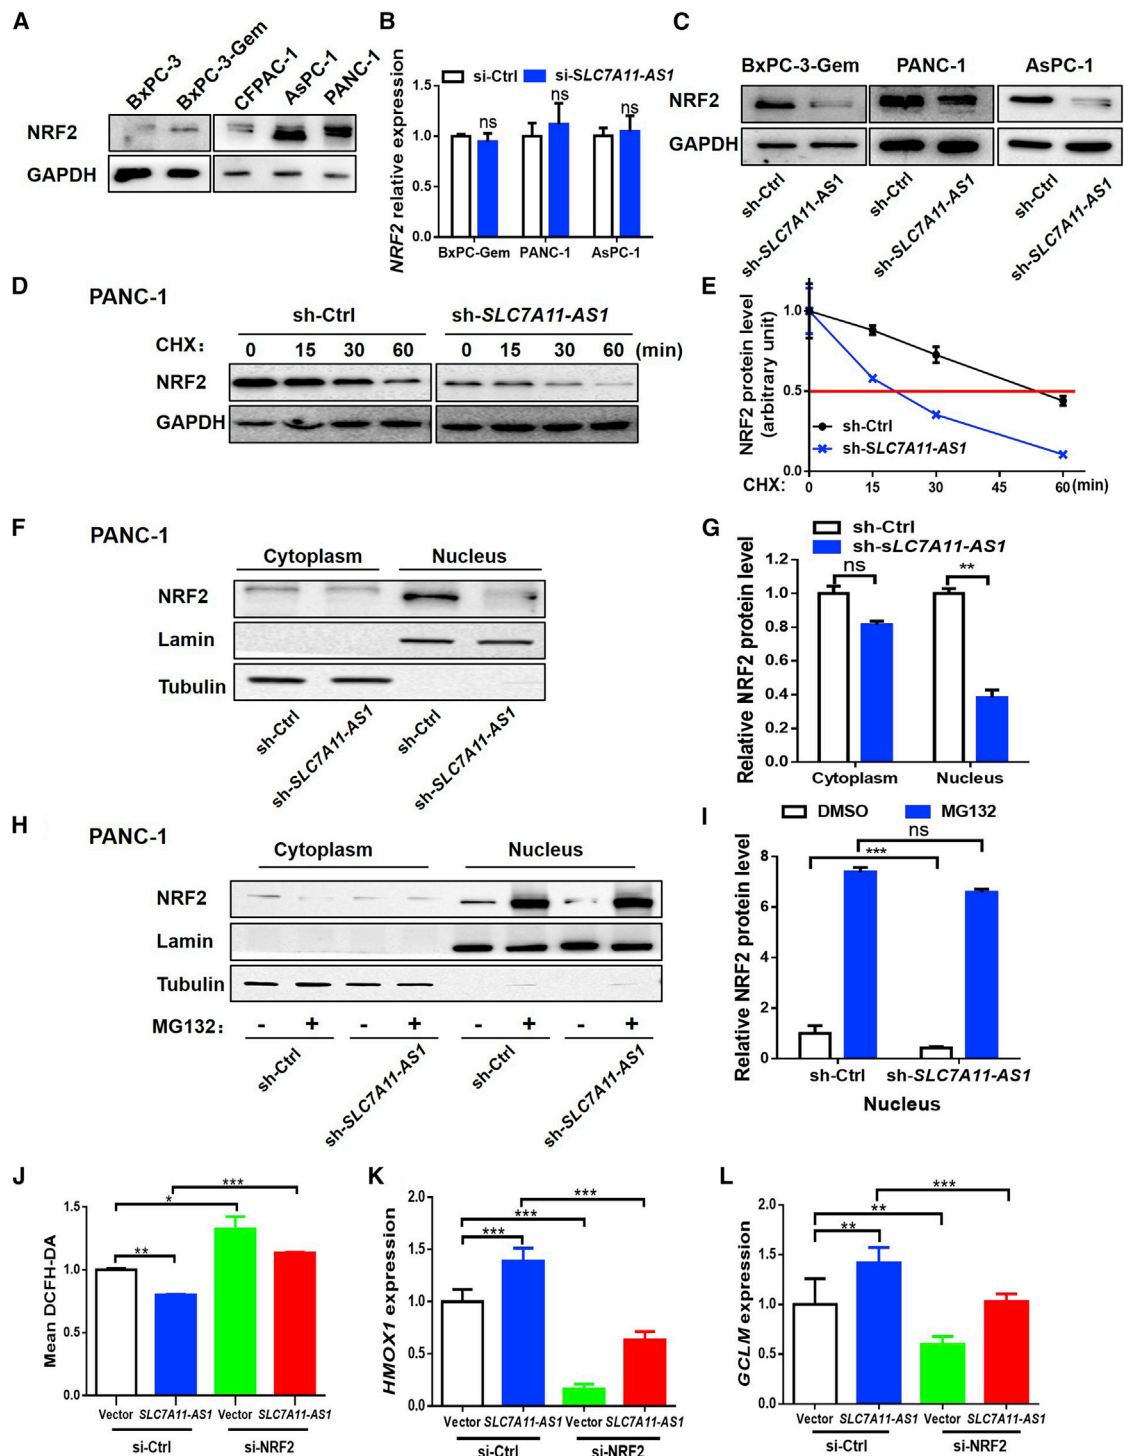 A
BxPC-3
BxPC-3-Gem
CFPAC-1
AsPC-1
PANC-1
NRF2
GAPDH
B
NRF2 relative expression
si-Ctrl
si-SLC7A11-AS1
1.5
1.0
0.5
0.0
ns
ns
ns
BxPC-Gem
PANC-1
AsPC-1
C
BxPC-3-Gem
PANC-1
AsPC-1
NRF2
GAPDH
sh-Ctrl
sh-SLC7A11-AS1
sh-Ctrl
sh-SLC7A11-AS1
sh-Ctrl
sh-SLC7A11-AS1
D
PANC-1
sh-Ctrl
sh-SLC7A11-AS1
CHX:
0 15 30 60
0 15 30 60 (min)
NRF2
GAPDH
E
NRF2 protein level
(arbitrary unit)
1.0
0.5
0.0
sh-Ctrl
sh-SLC7A11-AS1
CHX: 0 15 30 45 60 (min)
F
PANC-1
Cytoplasm
Nucleus
NRF2
Lamin
Tubulin
sh-Ctrl
sh-SLC7A11-AS1
sh-Ctrl
sh-SLC7A11-AS1
G
sh-Ctrl
sh-sLC7A11-AS1
Relative NRF2 protein level
1.2
1.0
0.8
0.6
0.4
0.2
0.0
ns
**
Cytoplasm
Nucleus
H
PANC-1
Cytoplasm
Nucleus
NRF2
Lamin
Tubulin
MG132: - + - + - + - +
sh-Ctrl
sh-SLC7A11-AS1
sh-Ctrl
sh-SLC7A11-AS1
I
DMSO
MG132
Relative NRF2 protein level
8
6
4
2
0
***
ns
sh-Ctrl
sh-SLC7A11-AS1
Nucleus
J
Mean DCFH-DA
1.5
1.0
0.5
0.0
***
*
**
Vector SLC7A11-AS1 Vector SLC7A11-AS1
si-Ctrl
si-NRF2
K
HMOX1 expression
2.0
1.5
1.0
0.5
0.0
***
***
***
Vector SLC7A11-AS1 Vector SLC7A11-AS1
si-Ctrl
si-NRF2
L
GCLM expression
2.0
1.5
1.0
0.5
0.0
***
**
**
Vector SLC7A11-AS1 Vector SLC7A11-AS1
si-Ctrl
si-NRF2